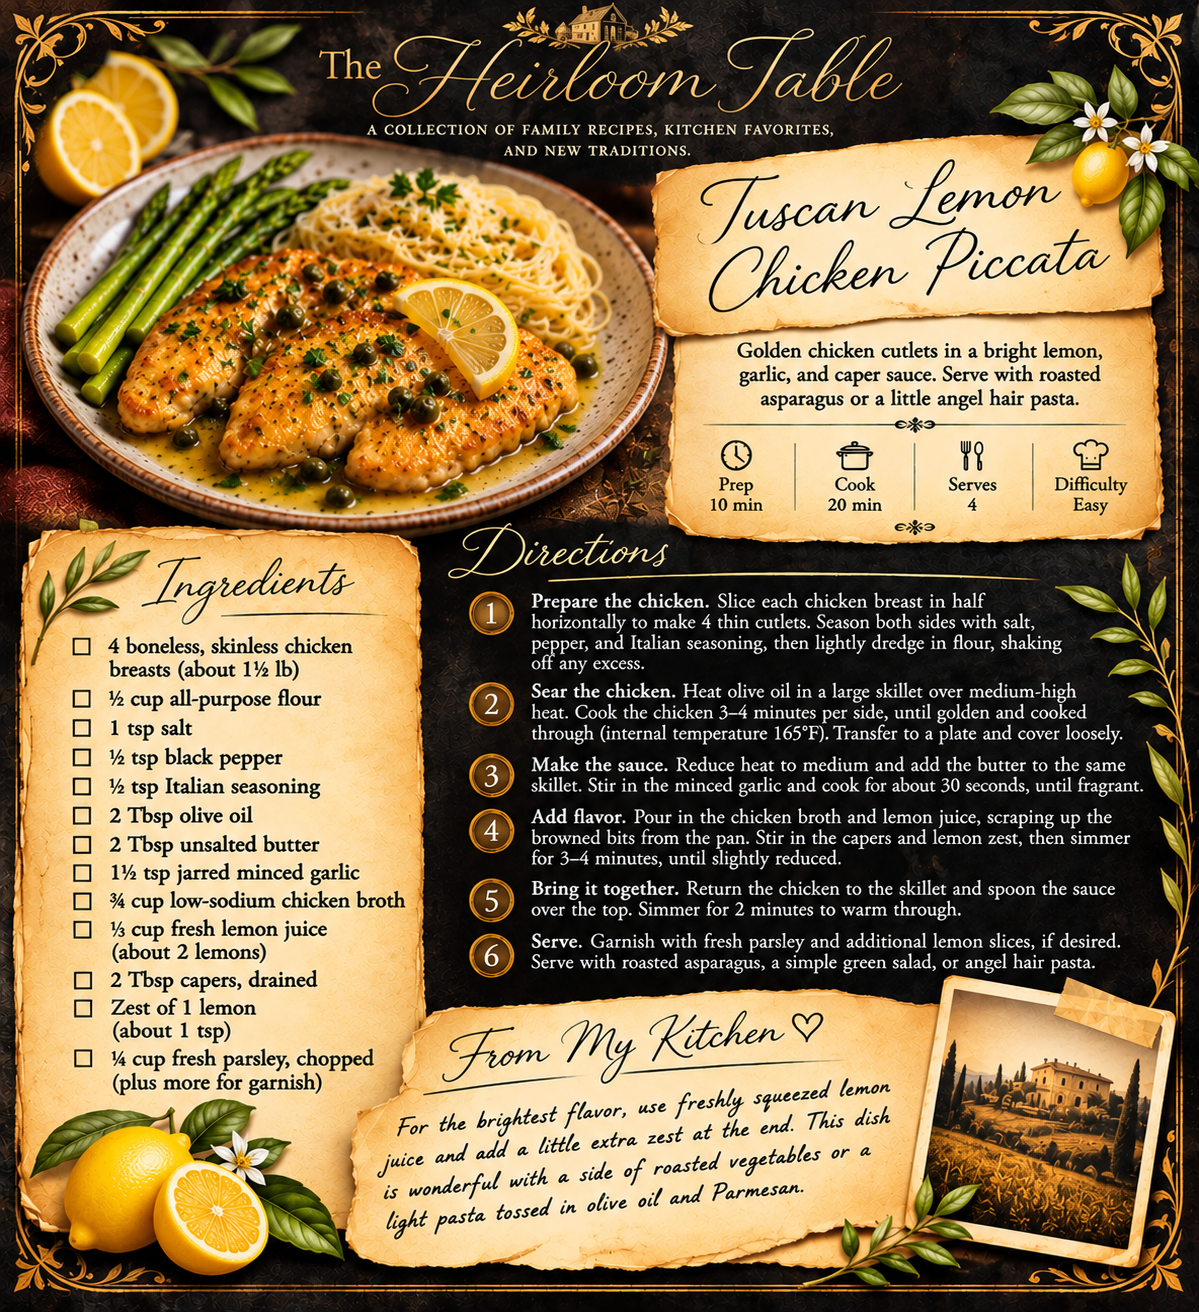 The Heirloom Table
A COLLECTION OF FAMILY RECIPES, KITCHEN FAVORITES,
AND NEW TRADITIONS.
Tuscan Lemon
Chicken Piccata
Golden chicken cutlets in a bright lemon,
garlic, and caper sauce. Serve with roasted
asparagus or a little angel hair pasta.
Prep
10 min
Cook
20 min
Serves
4
Difficulty
Easy
Ingredients
☐ 4 boneless, skinless chicken
breasts (about 1½ lb)
☐ ½ cup all-purpose flour
☐ 1 tsp salt
☐ ½ tsp black pepper
☐ ½ tsp Italian seasoning
☐ 2 Tbsp olive oil
☐ 2 Tbsp unsalted butter
☐ 1½ tsp jarred minced garlic
☐ ¾ cup low-sodium chicken broth
☐ ⅓ cup fresh lemon juice
(about 2 lemons)
☐ 2 Tbsp capers, drained
☐ Zest of 1 lemon
(about 1 tsp)
☐ ¼ cup fresh parsley, chopped
(plus more for garnish)
Directions
1 Prepare the chicken. Slice each chicken breast in half
horizontally to make 4 thin cutlets. Season both sides with salt,
pepper, and Italian seasoning, then lightly dredge in flour, shaking
off any excess.
2 Sear the chicken. Heat olive oil in a large skillet over medium-high
heat. Cook the chicken 3–4 minutes per side, until golden and cooked
through (internal temperature 165°F). Transfer to a plate and cover loosely.
3 Make the sauce. Reduce heat to medium and add the butter to the same
skillet. Stir in the minced garlic and cook for about 30 seconds, until fragrant.
4 Add flavor. Pour in the chicken broth and lemon juice, scraping up the
browned bits from the pan. Stir in the capers and lemon zest, then simmer
for 3–4 minutes, until slightly reduced.
5 Bring it together. Return the chicken to the skillet and spoon the sauce
over the top. Simmer for 2 minutes to warm through.
6 Serve. Garnish with fresh parsley and additional lemon slices, if desired.
Serve with roasted asparagus, a simple green salad, or angel hair pasta.
From My Kitchen ♡
For the brightest flavor, use freshly squeezed lemon
juice and add a little extra zest at the end. This dish
is wonderful with a side of roasted vegetables or a
light pasta tossed in olive oil and Parmesan.